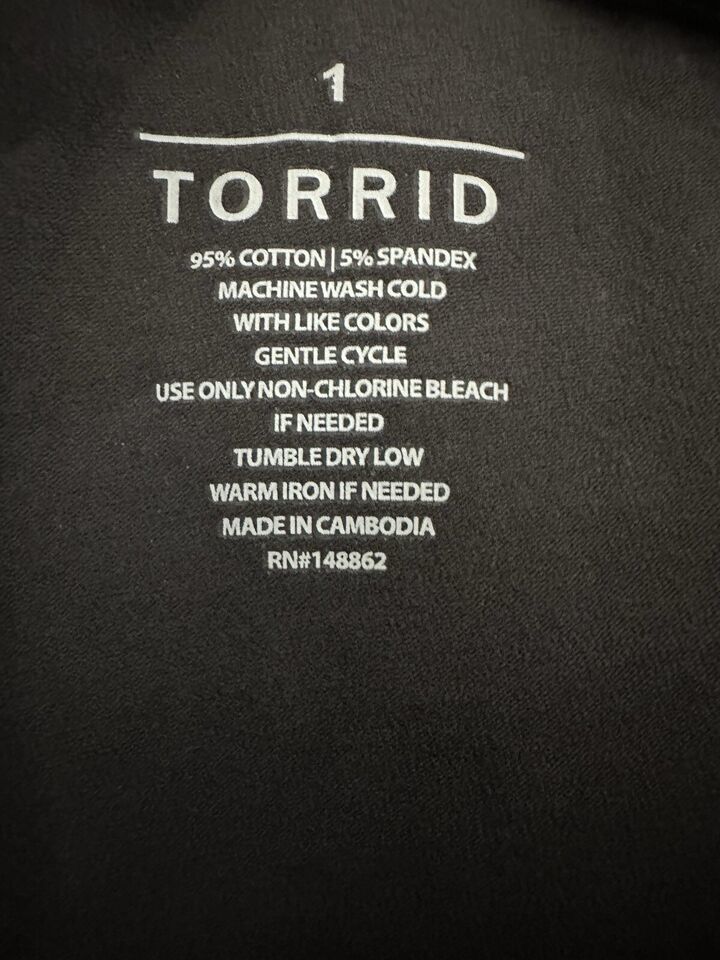 1
TORRID
95% COTTON | 5% SPANDEX
MACHINE WASH COLD
WITH LIKE COLORS
GENTLE CYCLE
USE ONLY NON-CHLORINE BLEACH
IF NEEDED
TUMBLE DRY LOW
WARM IRON IF NEEDED
MADE IN CAMBODIA
RN#148862